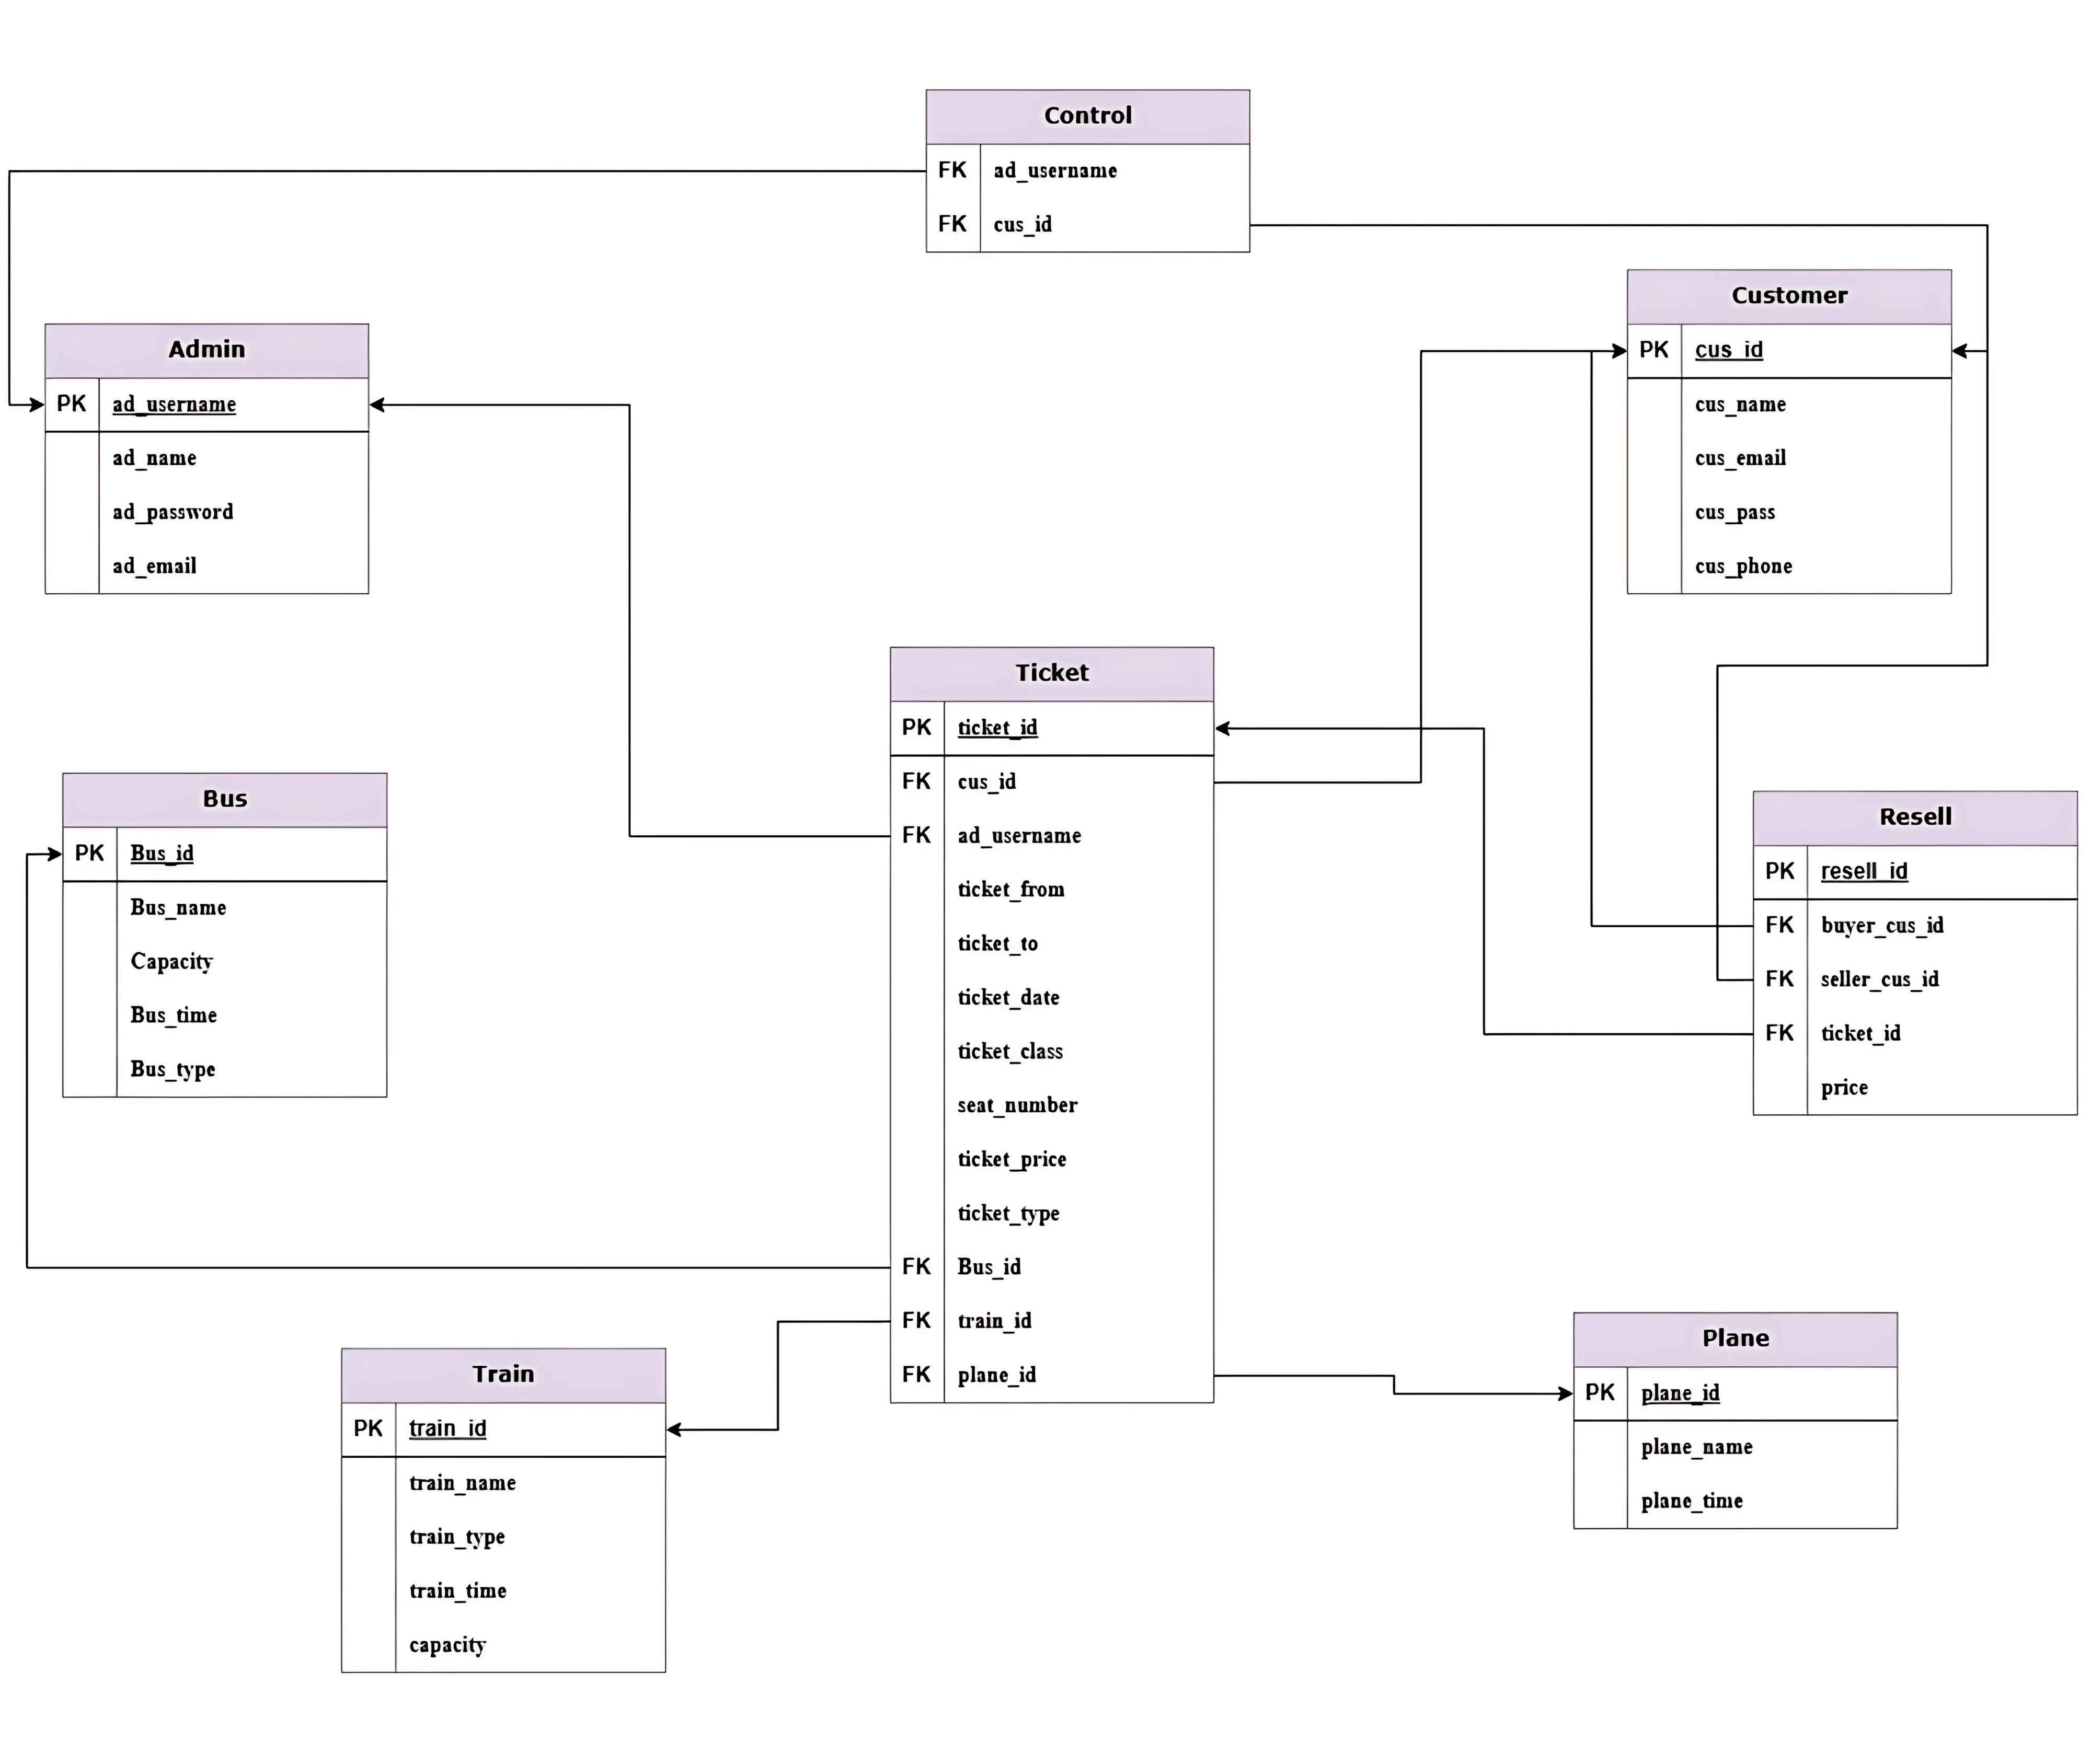 Control
FK ad_username
FK cus_id
Customer
PK cus_id
cus_name
cus_email
cus_pass
cus_phone
Admin
PK ad_username
ad_name
ad_password
ad_email
Ticket
PK ticket_id
FK cus_id
FK ad_username
ticket_from
ticket_to
ticket_date
ticket_class
seat_number
ticket_price
ticket_type
FK Bus_id
FK train_id
FK plane_id
Bus
PK Bus_id
Bus_name
Capacity
Bus_time
Bus_type
Resell
PK resell_id
FK buyer_cus_id
FK seller_cus_id
FK ticket_id
price
Train
PK train_id
train_name
train_type
train_time
capacity
Plane
PK plane_id
plane_name
plane_time